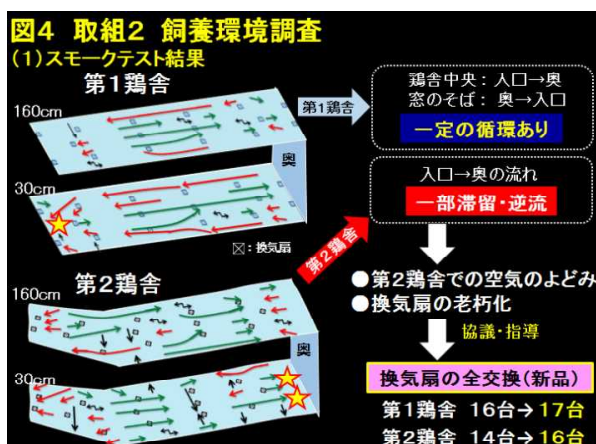 図4 取組2 飼養環境調査
(1)スモークテスト結果
第1鶏舎
160cm
30cm
奥
☒:換気扇
第2鶏舎
160cm
30cm
奥
第1鶏舎
鶏舎中央:入口→奥
窓のそば:奥→入口
一定の循環あり
第2鶏舎
入口→奥の流れ
一部滞留・逆流
●第2鶏舎での空気のよどみ
●換気扇の老朽化
協議・指導
換気扇の全交換(新品)
第1鶏舎 16台→17台
第2鶏舎 14台→16台